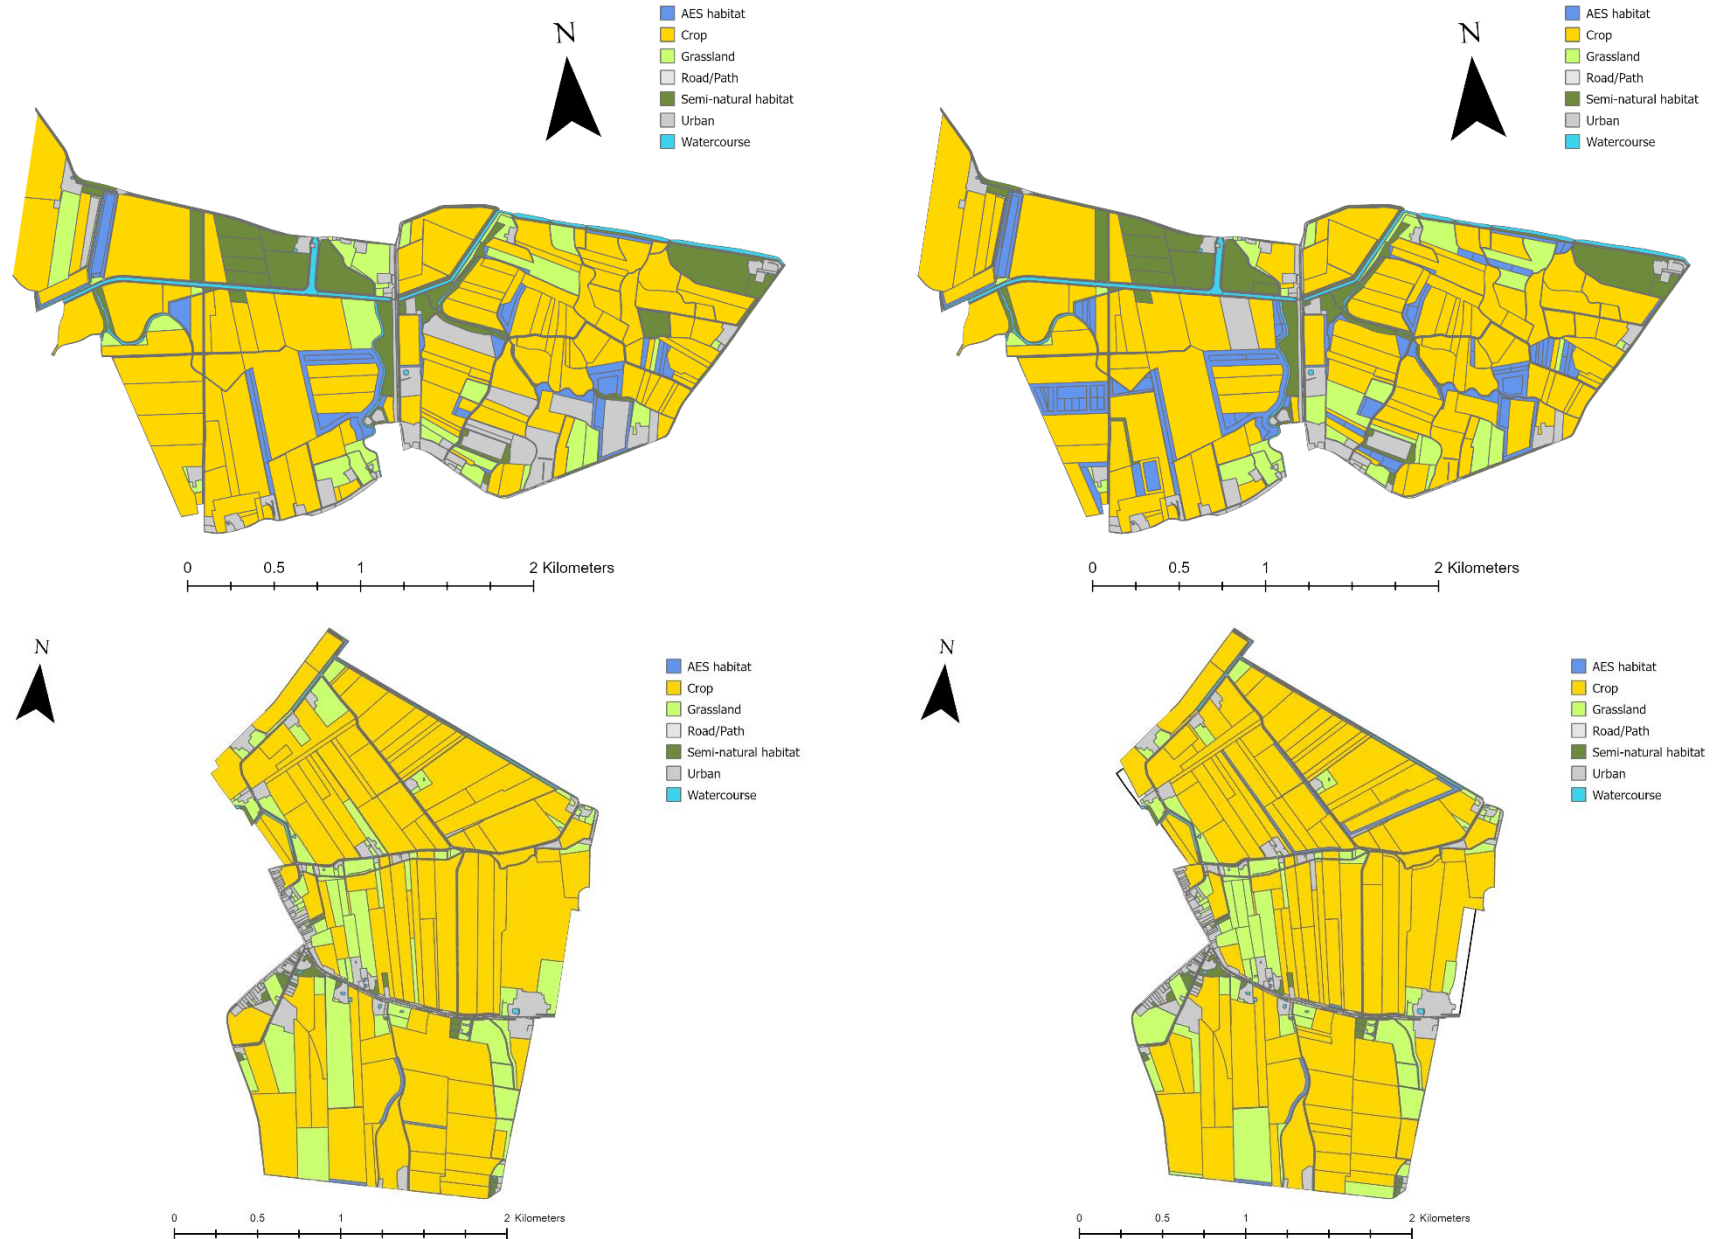 N
AES habitat
Crop
Grassland
Road/Path
Semi-natural habitat
Urban
Watercourse
0 0.5 1 2 Kilometers
N
AES habitat
Crop
Grassland
Road/Path
Semi-natural habitat
Urban
Watercourse
0 0.5 1 2 Kilometers
N
AES habitat
Crop
Grassland
Road/Path
Semi-natural habitat
Urban
Watercourse
0 0.5 1 2 Kilometers
N
AES habitat
Crop
Grassland
Road/Path
Semi-natural habitat
Urban
Watercourse
0 0.5 1 2 Kilometers